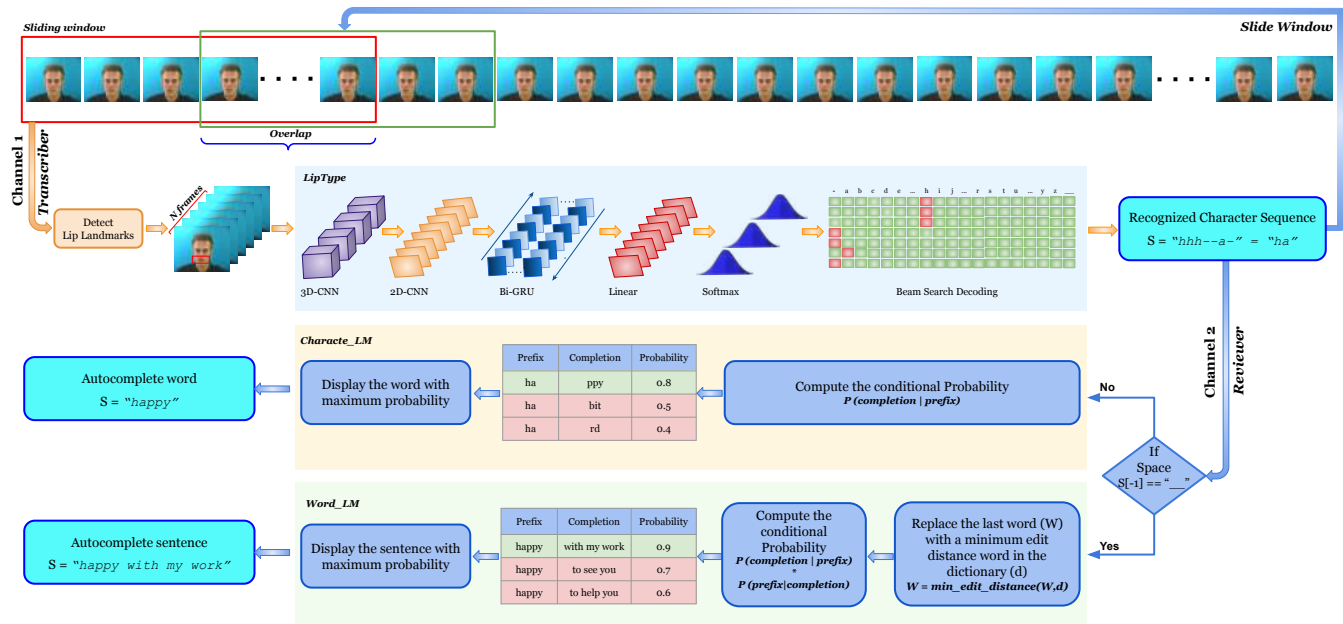 Sliding window
Slide Window
Overlap
Channel 1
Transcriber
Detect
Lip Landmarks
N frames
LipType
3D-CNN
2D-CNN
Bi-GRU
Linear
Softmax
- a b c d e ... h i j ... r s t u ... y z __
Beam Search Decoding
Recognized Character Sequence
S = "hhh--a-" = "ha"
Channel 2
Reviewer
Characte_LM
Autocomplete word
S = "happy"
Display the word with
maximum probability
Prefix Completion Probability
ha ppy 0.8
ha bit 0.5
ha rd 0.4
Compute the conditional Probability
P (completion | prefix)
No
If
Space
S[-1] == "__"
Yes
Word_LM
Autocomplete sentence
S = "happy with my work"
Display the sentence with
maximum probability
Prefix Completion Probability
happy with my work 0.9
happy to see you 0.7
happy to help you 0.6
Compute the
conditional
Probability
P (completion | prefix)
*
P (prefix|completion)
Replace the last word (W)
with a minimum edit
distance word in the
dictionary (d)
W = min_edit_distance(W,d)